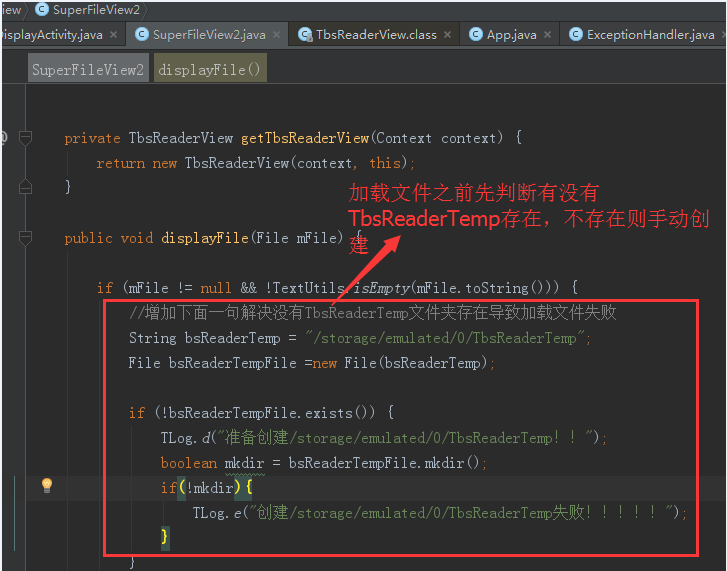 iew SuperFileView2
isplayActivity.java SuperFileView2.java TbsReaderView.class App.java ExceptionHandler.java
SuperFileView2 displayFile()
private TbsReaderView getTbsReaderView(Context context) {
return new TbsReaderView(context, this);
}
加载文件之前先判断有没有
TbsReaderTemp存在，不存在则手动创
建
public void displayFile(File mFile) {
if (mFile != null && !TextUtils.isEmpty(mFile.toString())) {
//增加下面一句解决没有TbsReaderTemp文件夹存在导致加载文件失败
String bsReaderTemp = "/storage/emulated/0/TbsReaderTemp";
File bsReaderTempFile =new File(bsReaderTemp);
if (!bsReaderTempFile.exists()) {
TLog.d("准备创建/storage/emulated/0/TbsReaderTemp！！");
boolean mkdir = bsReaderTempFile.mkdir();
if(!mkdir){
TLog.e("创建/storage/emulated/0/TbsReaderTemp失败！！！！！");
}
}